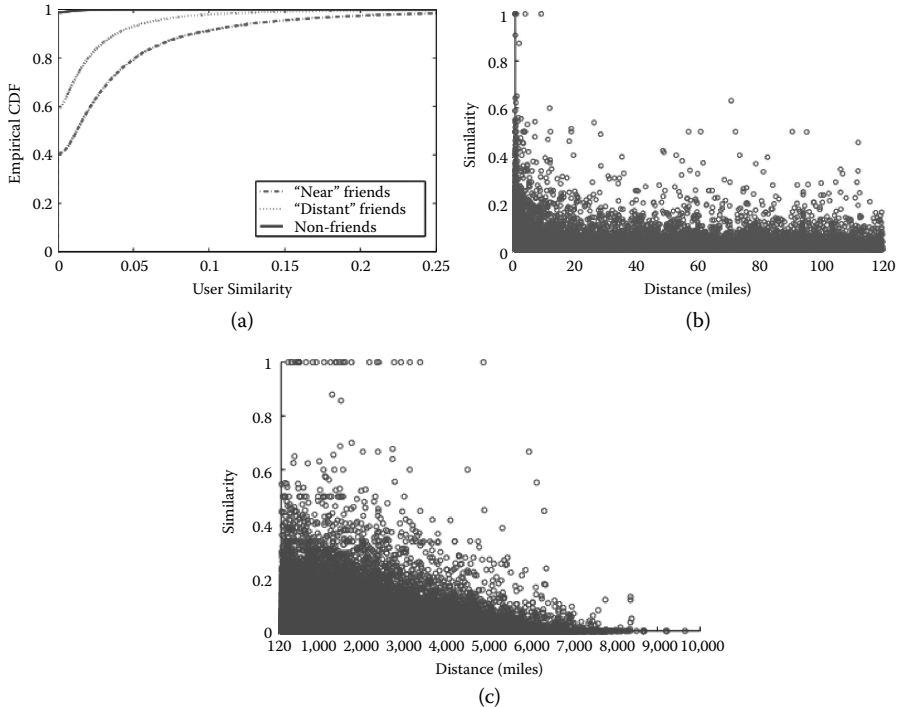 1
0.8
0.6
0.4
0.2
0
Empirical CDF
0 0.05 0.1 0.15 0.2 0.25
User Similarity
“Near” friends
“Distant” friends
Non-friends
(a)
1
0.8
0.6
0.4
0.2
0
Similarity
0 20 40 60 80 100 120
Distance (miles)
(b)
1
0.8
0.6
0.4
0.2
0
Similarity
120 1,000 2,000 3,000 4,000 5,000 6,000 7,000 8,000 9,000 10,000
Distance (miles)
(c)